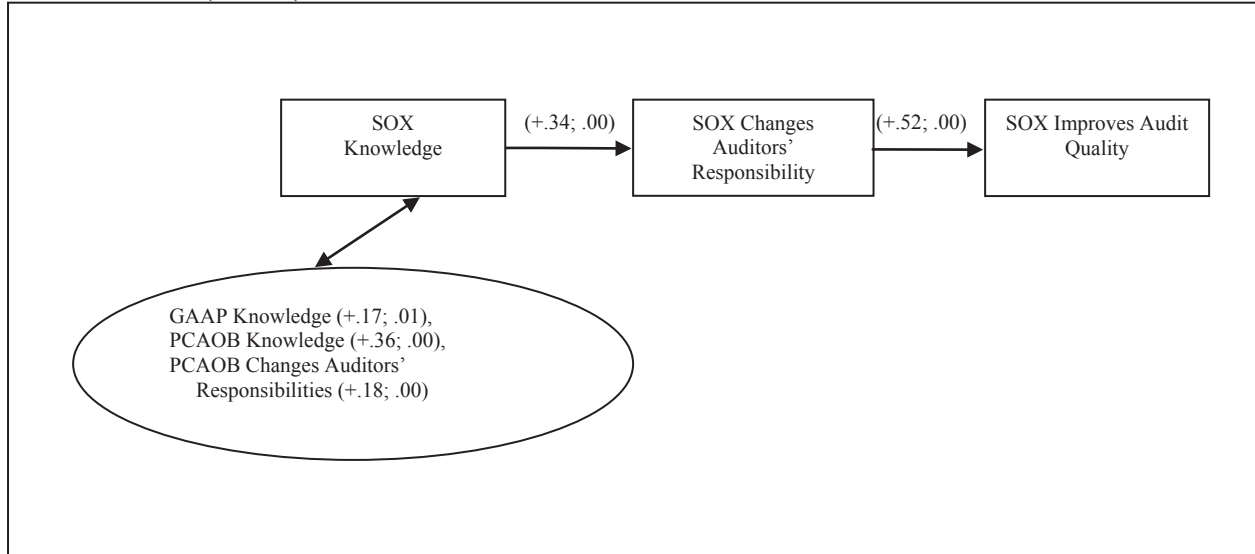 SOX
Knowledge
(+.34; .00)
SOX Changes
Auditors'
Responsibility
(+.52; .00)
SOX Improves Audit
Quality
GAAP Knowledge (+.17; .01),
PCAOB Knowledge (+.36; .00),
PCAOB Changes Auditors'
Responsibilities (+.18; .00)